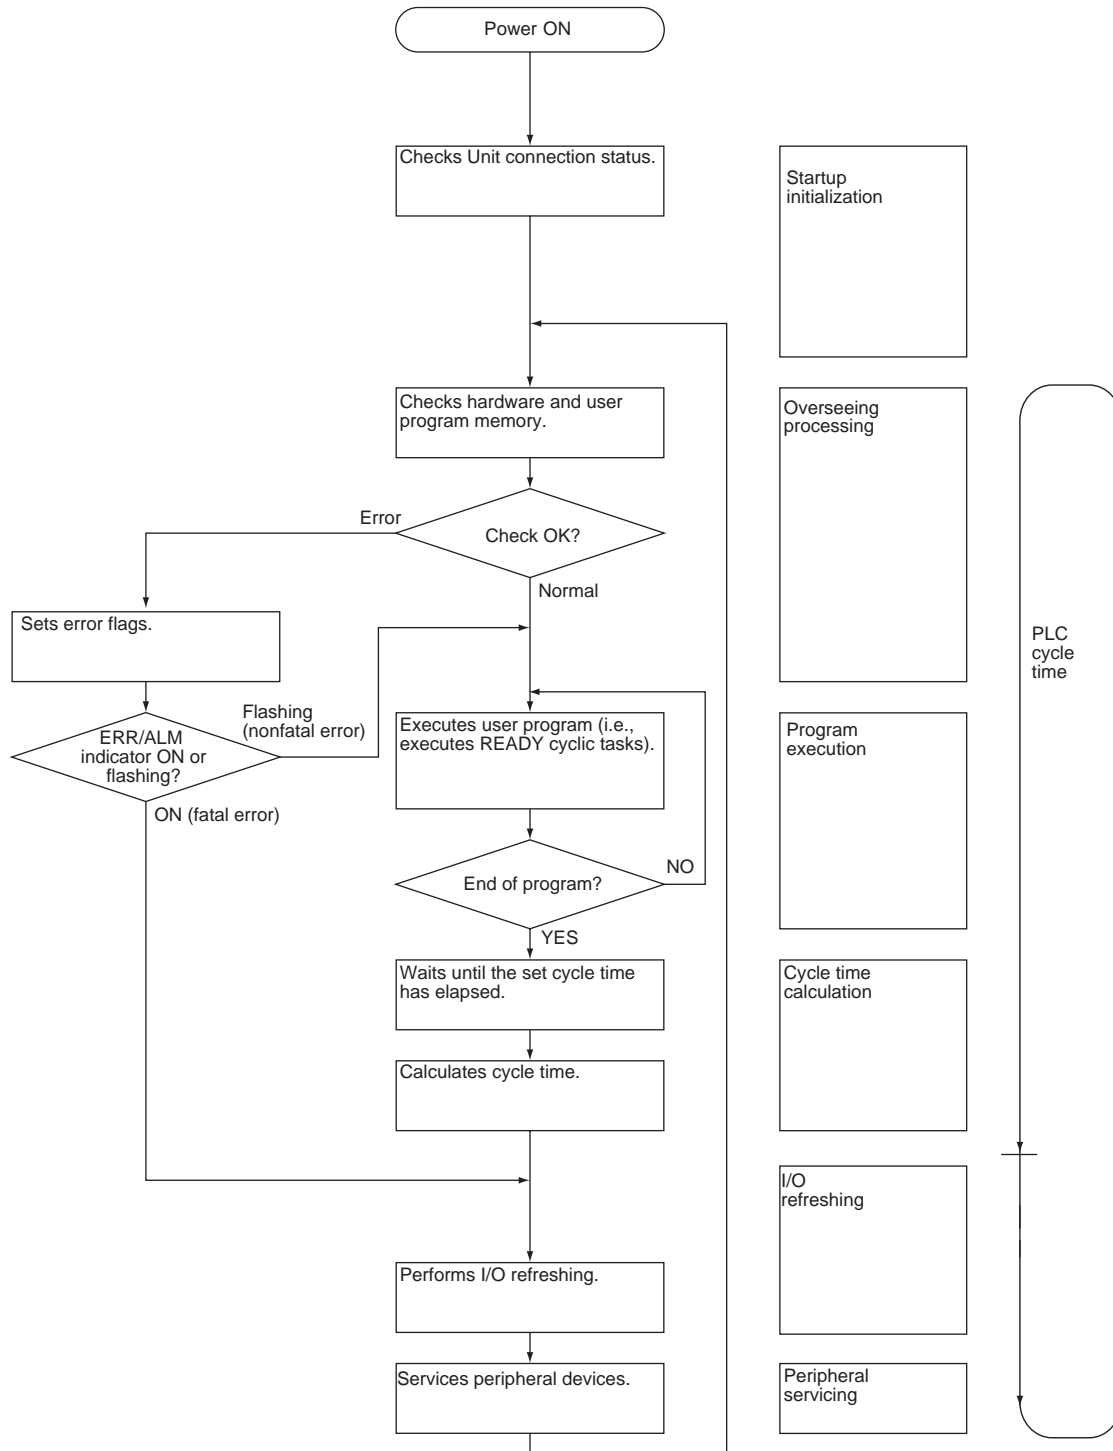 Power ON
Checks Unit connection status.
Startup
initialization
Checks hardware and user
program memory.
Overseeing
processing
Error
Check OK?
Normal
Sets error flags.
PLC
cycle
time
Flashing
(nonfatal error)
ERR/ALM
indicator ON or
flashing?
Executes user program (i.e.,
executes READY cyclic tasks).
Program
execution
ON (fatal error)
NO
End of program?
YES
Waits until the set cycle time
has elapsed.
Cycle time
calculation
Calculates cycle time.
I/O
refreshing
Performs I/O refreshing.
Services peripheral devices.
Peripheral
servicing